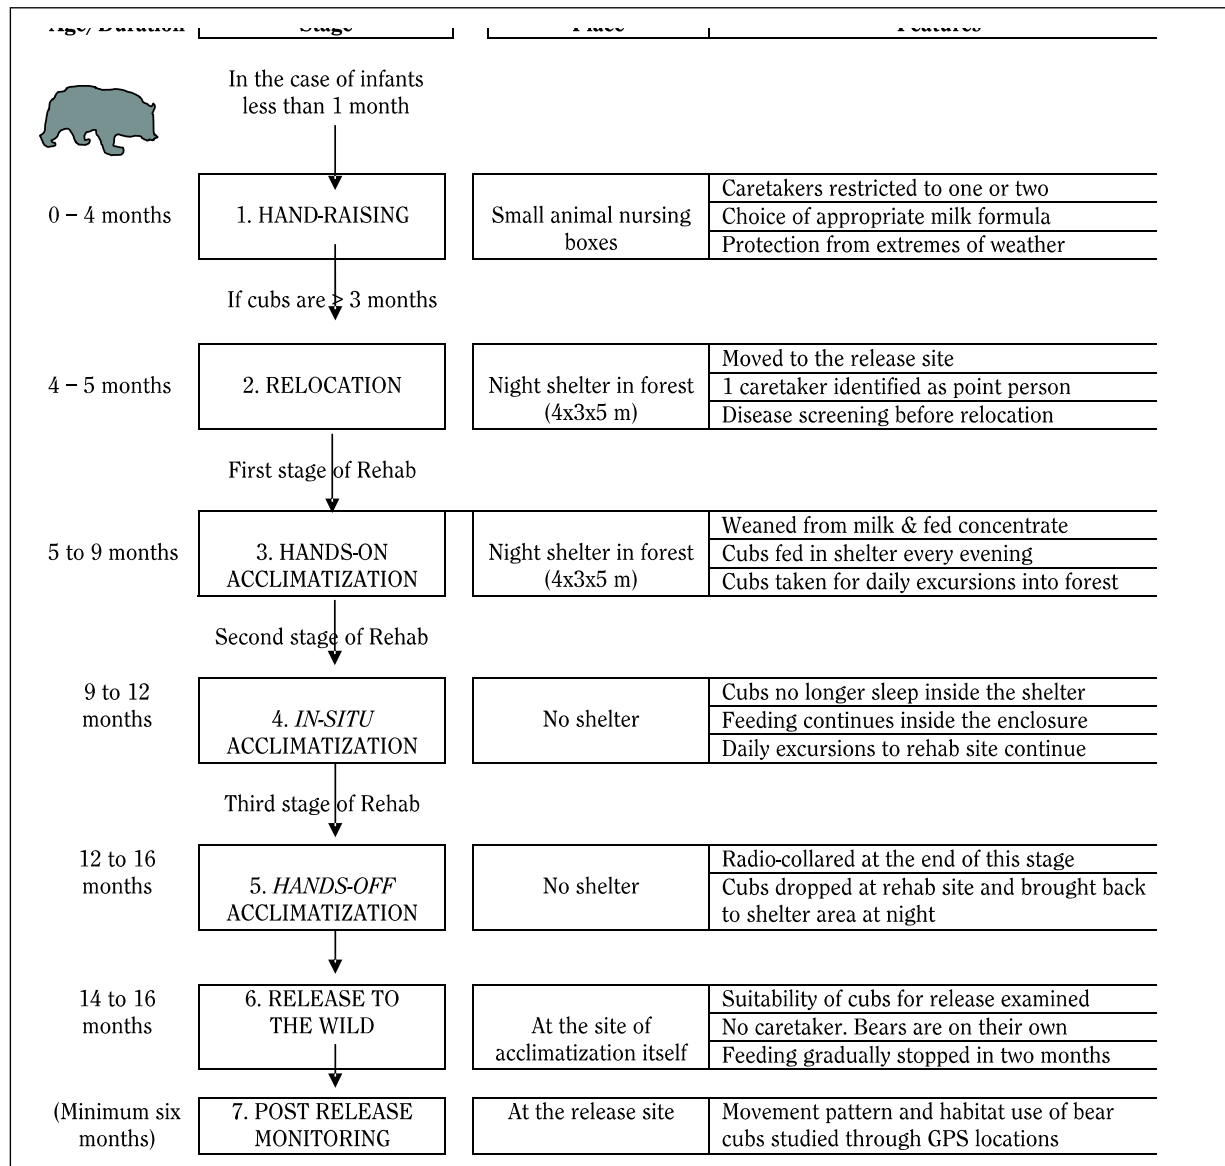 Age/Duration Stage Place Features
In the case of infants
less than 1 month
0 – 4 months
1. HAND-RAISING
Small animal nursing
boxes
Caretakers restricted to one or two
Choice of appropriate milk formula
Protection from extremes of weather
If cubs are ≥ 3 months
4 – 5 months
2. RELOCATION
Night shelter in forest
(4x3x5 m)
Moved to the release site
1 caretaker identified as point person
Disease screening before relocation
First stage of Rehab
5 to 9 months
3. HANDS-ON
ACCLIMATIZATION
Night shelter in forest
(4x3x5 m)
Weaned from milk & fed concentrate
Cubs fed in shelter every evening
Cubs taken for daily excursions into forest
Second stage of Rehab
9 to 12
months
4. IN-SITU
ACCLIMATIZATION
No shelter
Cubs no longer sleep inside the shelter
Feeding continues inside the enclosure
Daily excursions to rehab site continue
Third stage of Rehab
12 to 16
months
5. HANDS-OFF
ACCLIMATIZATION
No shelter
Radio-collared at the end of this stage
Cubs dropped at rehab site and brought back
to shelter area at night
14 to 16
months
6. RELEASE TO
THE WILD
At the site of
acclimatization itself
Suitability of cubs for release examined
No caretaker. Bears are on their own
Feeding gradually stopped in two months
(Minimum six
months)
7. POST RELEASE
MONITORING
At the release site
Movement pattern and habitat use of bear
cubs studied through GPS locations